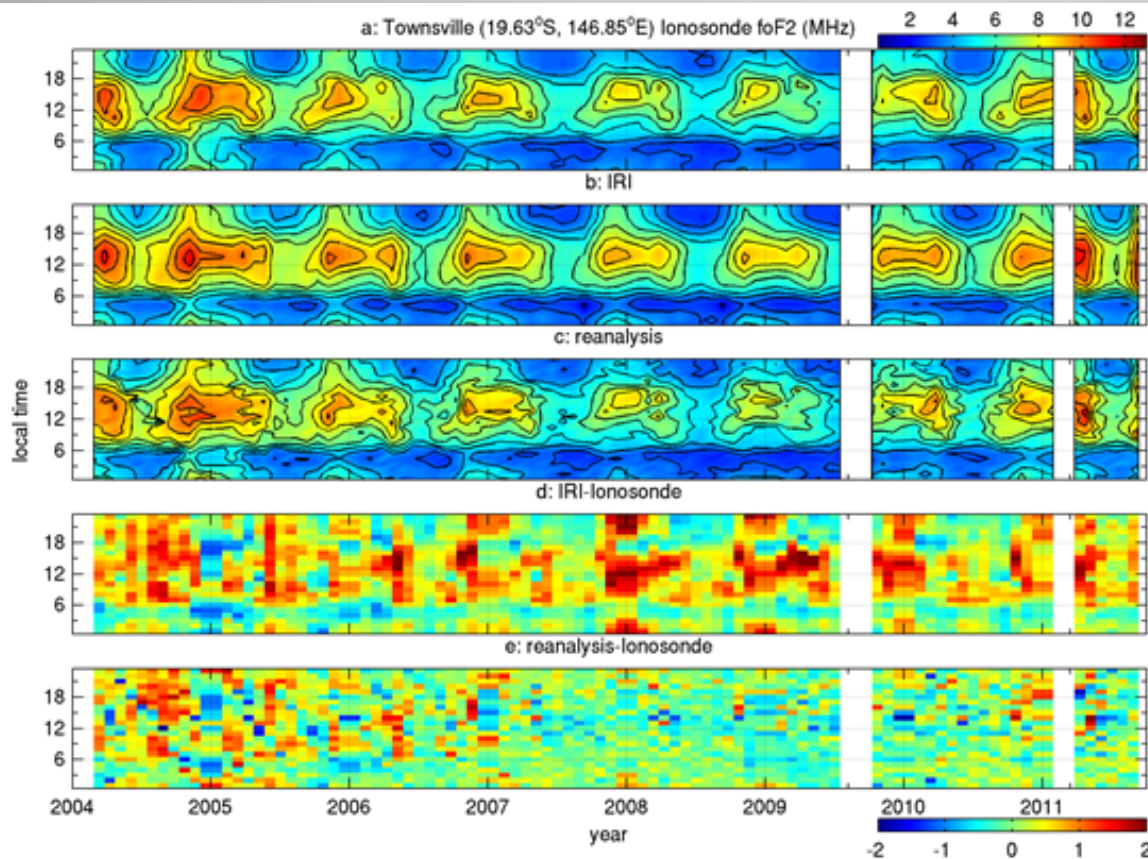 a: Townsville (19.63ºS, 146.85ºE) Ionosonde foF2 (MHz)
2 4 6 8 10 12
18
12
6
b: IRI
18
12
6
c: reanalysis
18
12
6
local time
d: IRI-Ionosonde
18
12
6
e: reanalysis-Ionosonde
18
12
6
2004 2005 2006 2007 2008 2009 2010 2011
year
-2 -1 0 1 2